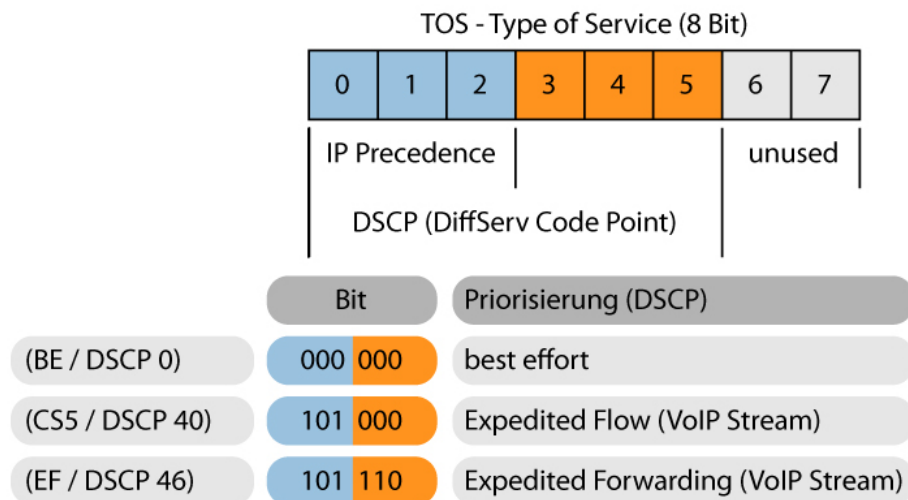 TOS - Type of Service (8 Bit)
0 1 2 3 4 5 6 7
IP Precedence unused
DSCP (DiffServ Code Point)
Bit Priorisierung (DSCP)
(BE / DSCP 0) 000 000 best effort
(CS5 / DSCP 40) 101 000 Expedited Flow (VoIP Stream)
(EF / DSCP 46) 101 110 Expedited Forwarding (VoIP Stream)